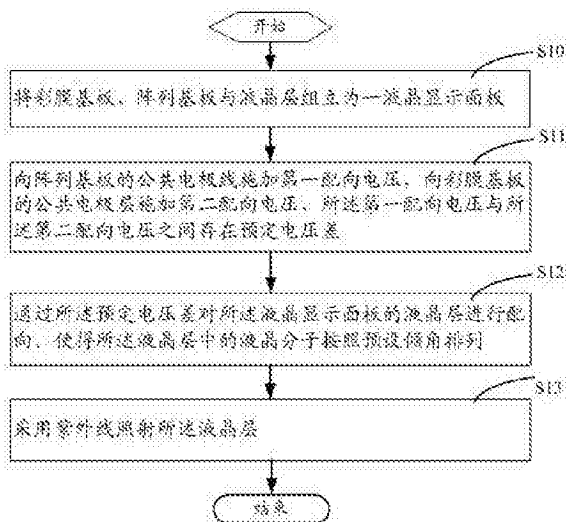 开始
S10
将彩膜基板、阵列基板与液晶层组立为一液晶显示面板
S11
向阵列基板的公共电极线施加第一配向电压，向彩膜基板
的公共电极层施加第二配向电压，所述第一配向电压与所
述第二配向电压之间存在预定电压差
S12
通过所述预定电压差对所述液晶显示面板的液晶层进行配
向，使得所述液晶层中的液晶分子按照预设倾角排列
S13
采用紫外线照射所述液晶层
结束